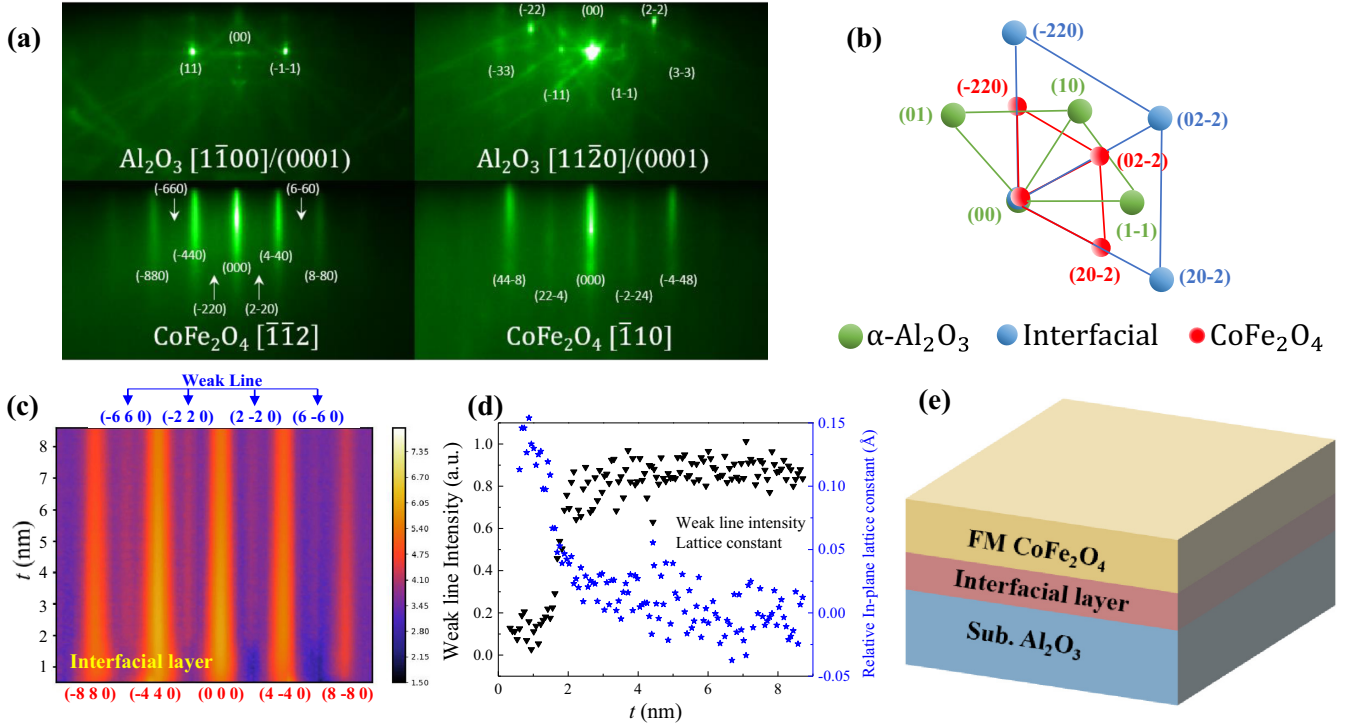 (a)
(00)
(11)
(-1-1)
Al₂O₃ [11̅00]/(0001)
(-22)
(00)
(2-2)
(-33)
(3-3)
(-11)
(1-1)
Al₂O₃ [112̅0]/(0001)
(-660)
(6-60)
(-440)
(4-40)
(-880)
(000)
(8-80)
(-220)
(2-20)
CoFe₂O₄ [1̅1̅2]
(44-8)
(000)
(-4-48)
(22-4)
(-2-24)
CoFe₂O₄ [1̅10]
(b)
(-220)
(-220)
(10)
(01)
(02-2)
(02-2)
(00)
(1-1)
(20-2)
(20-2)
α-Al₂O₃
Interfacial
CoFe₂O₄
(c)
Weak Line
(-6 6 0)
(-2 2 0)
(2 -2 0)
(6 -6 0)
t (nm)
8
7
6
5
4
3
2
1
Interfacial layer
(-8 8 0)
(-4 4 0)
(0 0 0)
(4 -4 0)
(8 -8 0)
7.35
6.70
6.05
5.40
4.75
4.10
3.45
2.80
2.15
1.50
(d)
Weak line Intensity (a.u.)
1.0
0.8
0.6
0.4
0.2
0.0
Weak line intensity
Lattice constant
0
2
4
6
8
t (nm)
0.15
0.10
0.05
0.00
-0.05
Relative In-plane lattice constant (Å)
(e)
FM CoFe₂O₄
Interfacial layer
Sub. Al₂O₃